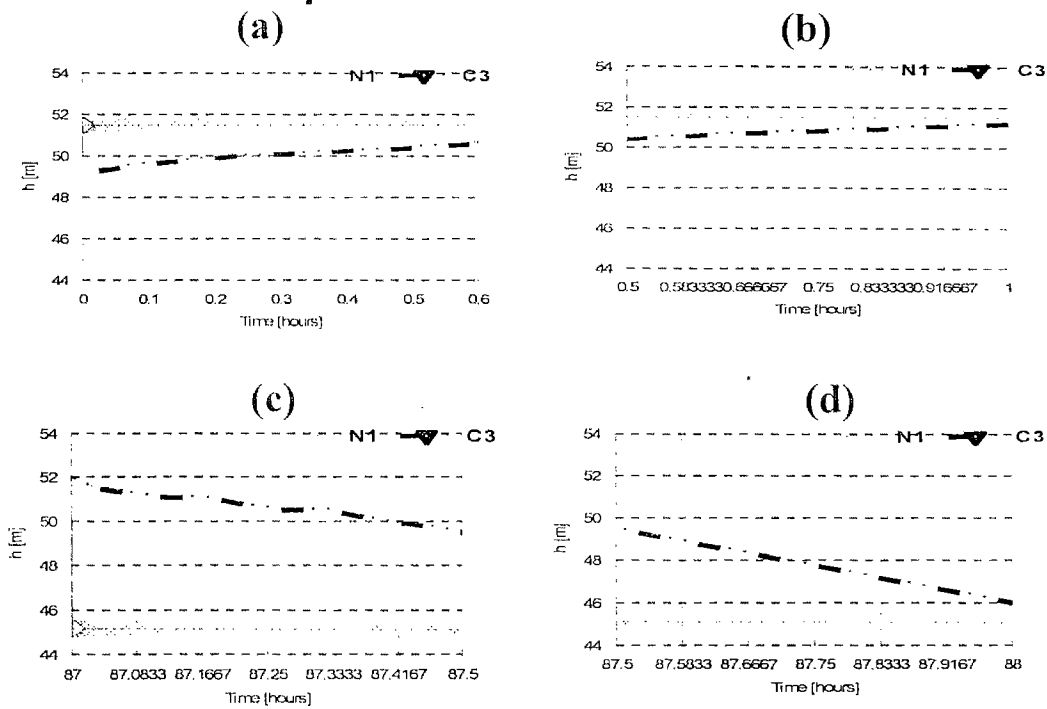 (a)
N1 C3
54
52
50
48
46
44
h [m]
0 0.1 0.2 0.3 0.4 0.5 0.6
Time [hours]
(b)
N1 C3
54
52
50
48
46
44
h [m]
0.5 0.5833330.666667 0.75 0.8333330.916667 1
Time [hours]
(c)
N1 C3
54
52
50
48
46
44
h [m]
87 87.0833 87.1667 87.25 87.3333 87.4167 87.5
Time [hours]
(d)
N1 C3
54
52
50
48
46
44
h [m]
87.5 87.5833 87.6667 87.75 87.8333 87.9167 88
Time [hours]